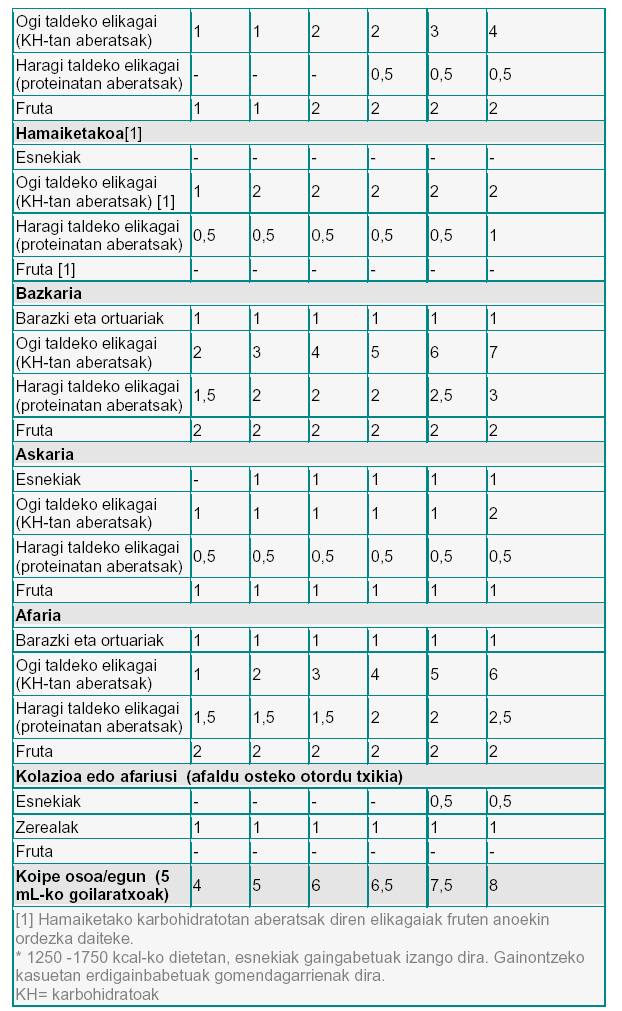 Ogi taldeko elikagai
(KH-tan aberatsak) 1 1 2 2 3 4
Haragi taldeko elikagai
(proteinatan aberatsak) - - - 0,5 0,5 0,5
Fruta 1 1 2 2 2 2
Hamaiketakoa[1]
Esnekiak - - - - - -
Ogi taldeko elikagai
(KH-tan aberatsak) [1] 1 2 2 2 2 2
Haragi taldeko elikagai
(proteinatan aberatsak) 0,5 0,5 0,5 0,5 0,5 1
Fruta [1] - - - - - -
Bazkaria
Barazki eta ortuariak 1 1 1 1 1 1
Ogi taldeko elikagai
(KH-tan aberatsak) 2 3 4 5 6 7
Haragi taldeko elikagai
(proteinatan aberatsak) 1,5 2 2 2 2,5 3
Fruta 2 2 2 2 2 2
Askaria
Esnekiak - 1 1 1 1 1
Ogi taldeko elikagai
(KH-tan aberatsak) 1 1 1 1 1 2
Haragi taldeko elikagai
(proteinatan aberatsak) 0,5 0,5 0,5 0,5 0,5 0,5
Fruta 1 1 1 1 1 1
Afaria
Barazki eta ortuariak 1 1 1 1 1 1
Ogi taldeko elikagai
(KH-tan aberatsak) 1 2 3 4 5 6
Haragi taldeko elikagai
(proteinatan aberatsak) 1,5 1,5 1,5 2 2 2,5
Fruta 2 2 2 2 2 2
Kolazioa edo afariusi (afaldu osteko otordu txikia)
Esnekiak - - - - 0,5 0,5
Zerealak 1 1 1 1 1 1
Fruta - - - - - -
Koipe osoa/egun (5
mL-ko goilaratxoak) 4 5 6 6,5 7,5 8
[1] Hamaiketako karbohidratotan aberatsak diren elikagaiak fruten anoekin
ordezka daiteke.
* 1250 -1750 kcal-ko dietetan, esnekiak gaingabetuak izango dira. Gainontzeko
kasuetan erdigainbabetuak gomendagarrienak dira.
KH= karbohidratoak